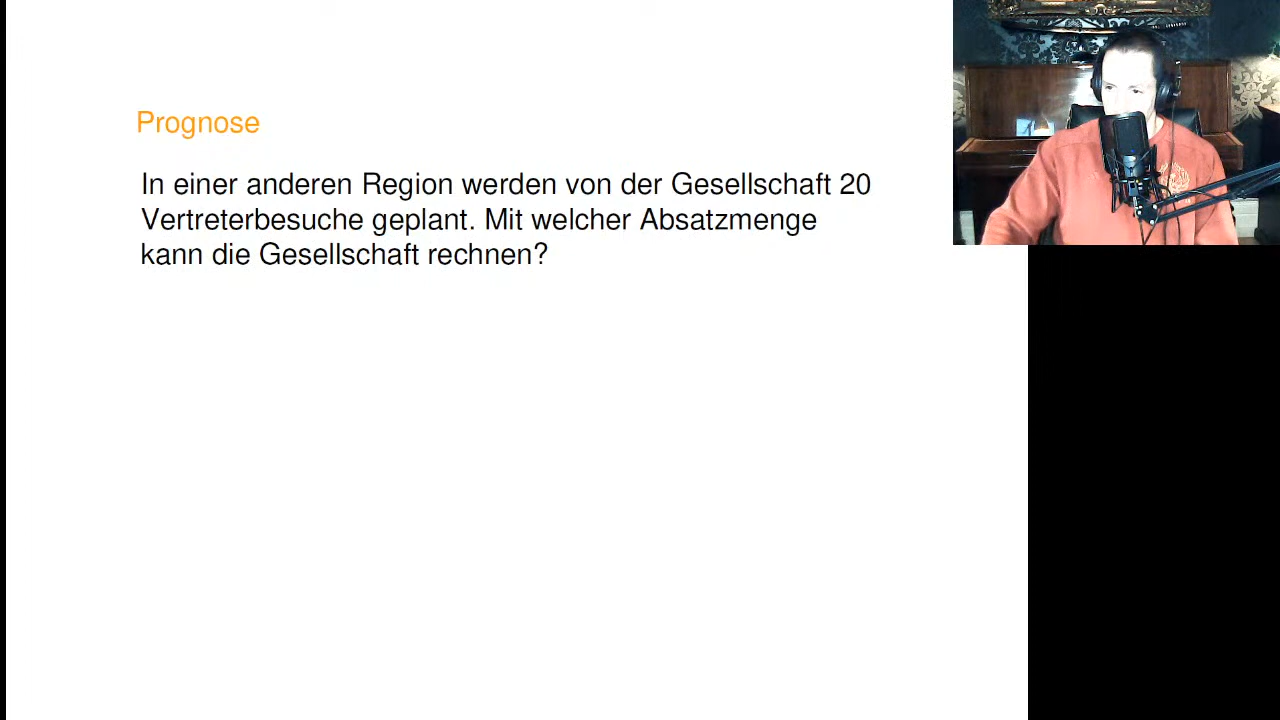 Prognose
In einer anderen Region werden von der Gesellschaft 20
Vertreterbesuche geplant. Mit welcher Absatzmenge
kann die Gesellschaft rechnen?